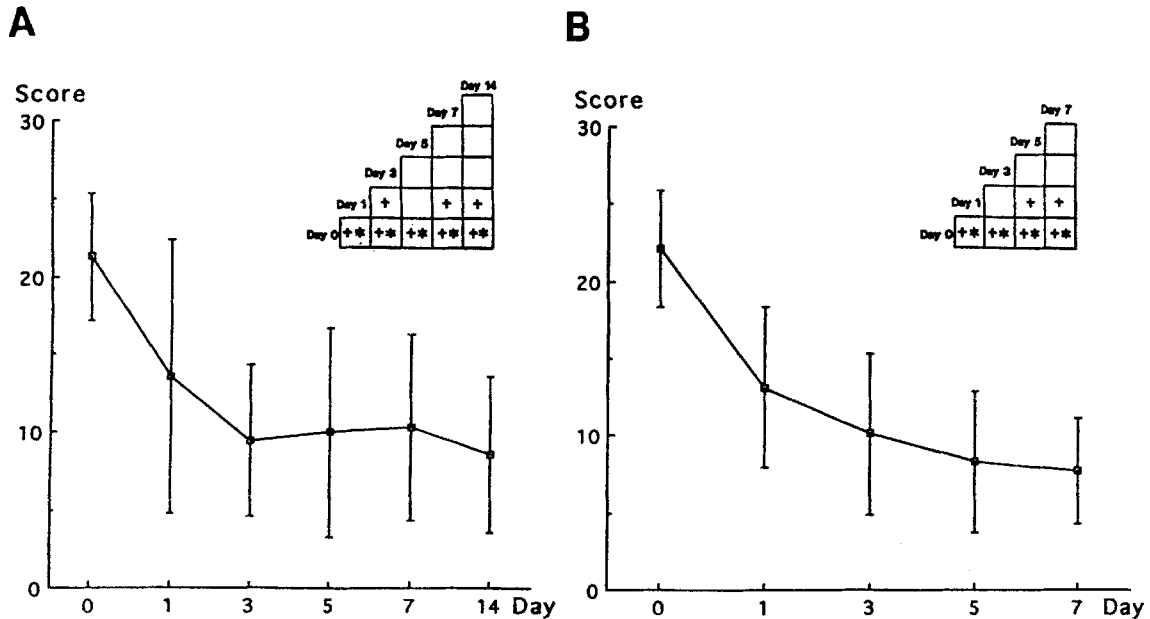 A
Score
30
20
10
0
0 1 3 5 7 14 Day
Day 14
Day 7
Day 5
Day 3
Day 1 + + +
Day 0 +* +* +* +* +*
B
Score
30
20
10
0
0 1 3 5 7 Day
Day 7
Day 5
Day 3
Day 1 + +
Day 0 +* +* +* +*